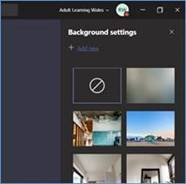 Adult Learning Wales
Background settings
+ Add new